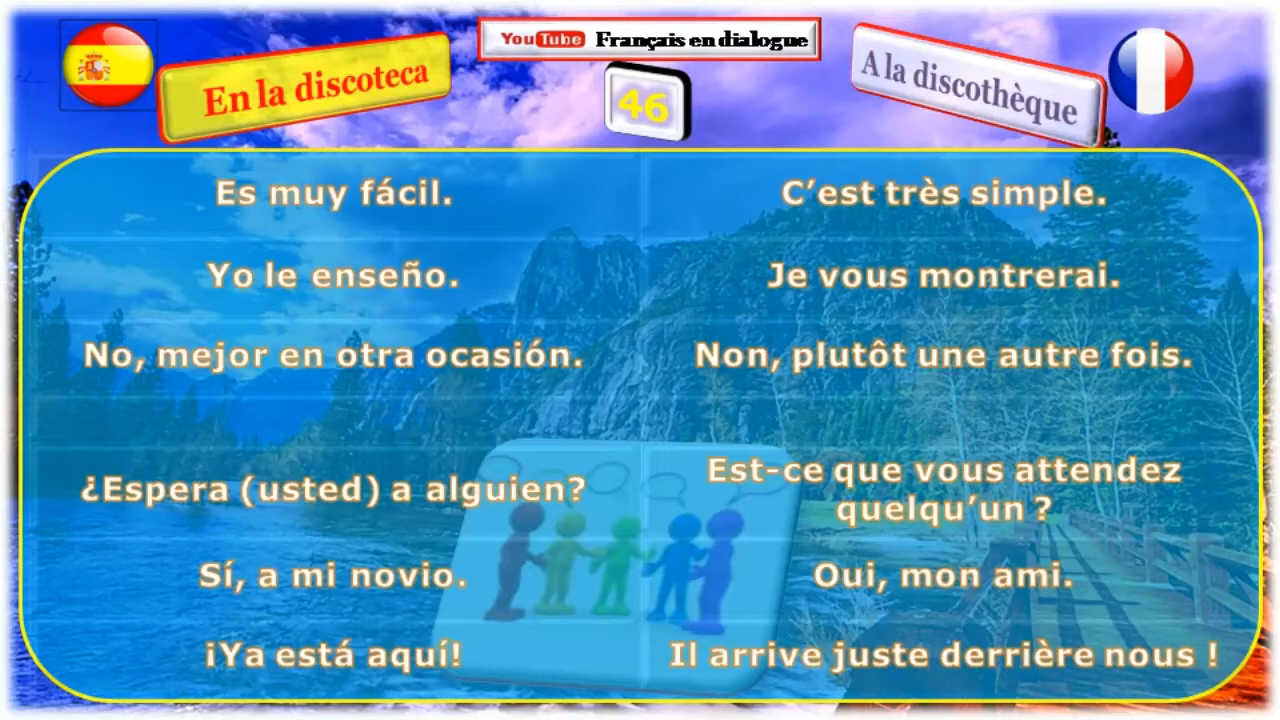 En la discoteca
YouTube Français en dialogue
46
A la discothèque
Es muy fácil.
C’est très simple.
Yo le enseño.
Je vous montrerai.
No, mejor en otra ocasión.
Non, plutôt une autre fois.
¿Espera (usted) a alguien?
Est-ce que vous attendez
quelqu’un ?
Sí, a mi novio.
Oui, mon ami.
¡Ya está aquí!
Il arrive juste derrière nous !